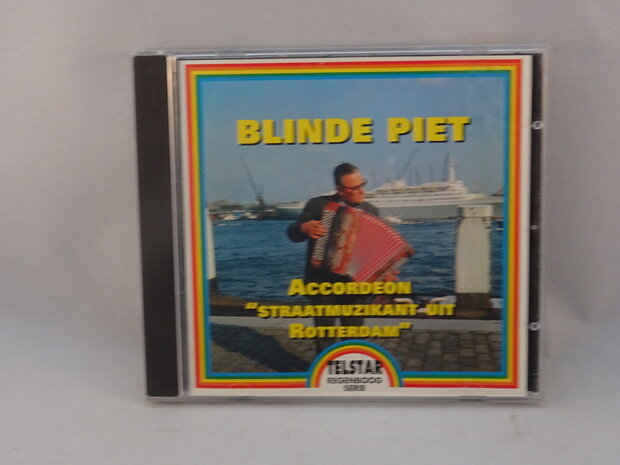 BLINDE PIET
ACCORDEON
"STRAATMUZIKANT UIT
ROTTERDAM"
TELSTAR
REGENBOOG
SERIE